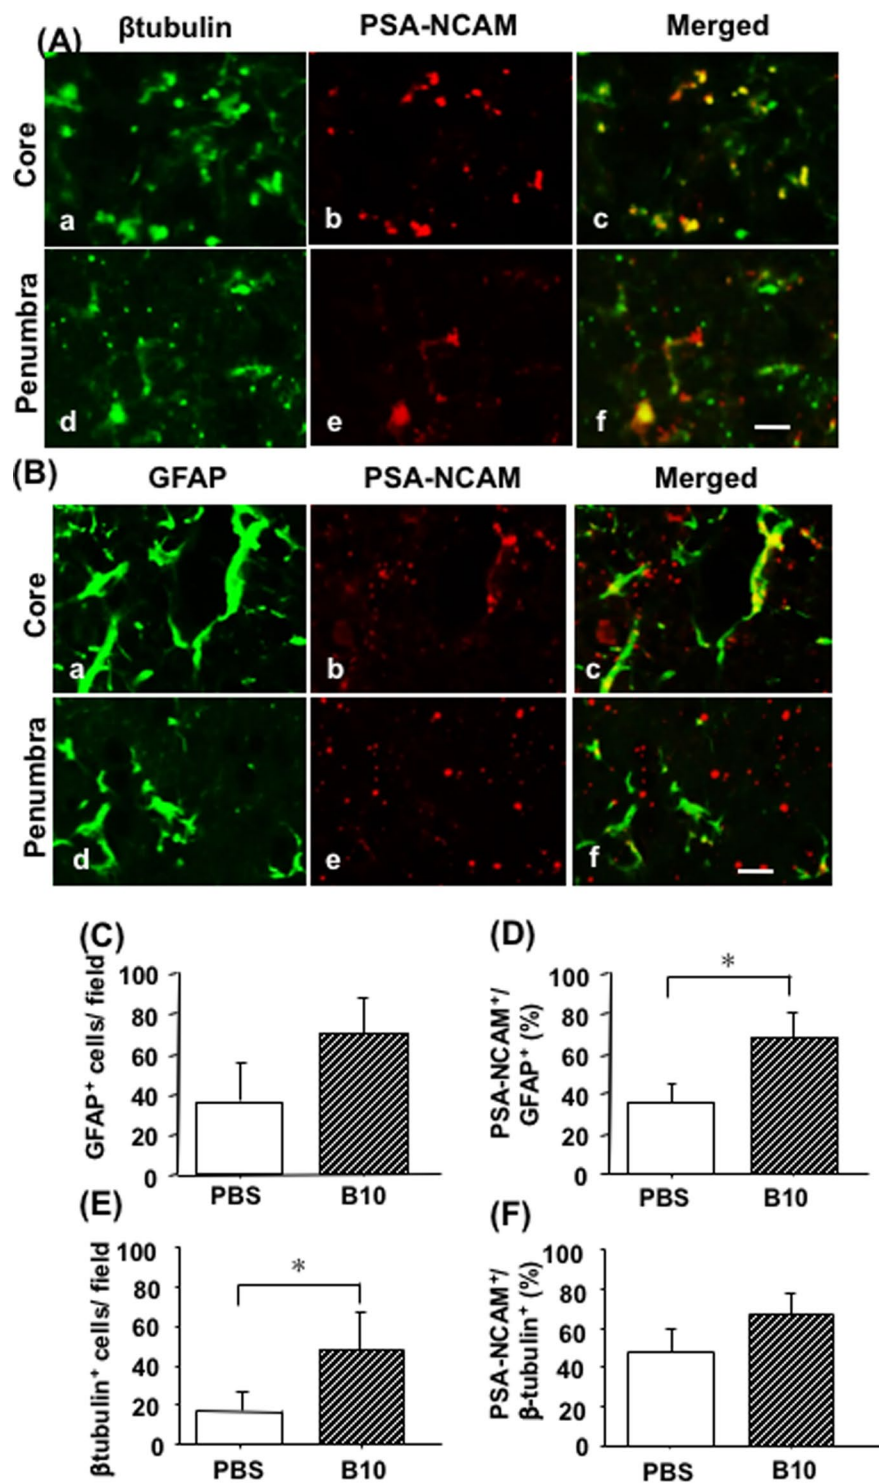 (A) βtubulin PSA-NCAM Merged
Core
a b c
Penumbra
d e f
(B) GFAP PSA-NCAM Merged
Core
a b c
Penumbra
d e f
(C)
GFAP⁺ cells/ field
100
80
60
40
20
0
PBS B10
(D)
PSA-NCAM⁺/
GFAP⁺ (%)
100
80
60
40
20
0
*
PBS B10
(E)
βtubulin⁺ cells/ field
100
80
60
40
20
0
*
PBS B10
(F)
PSA-NCAM⁺/
β-tubulin⁺ (%)
100
80
60
40
20
0
PBS B10